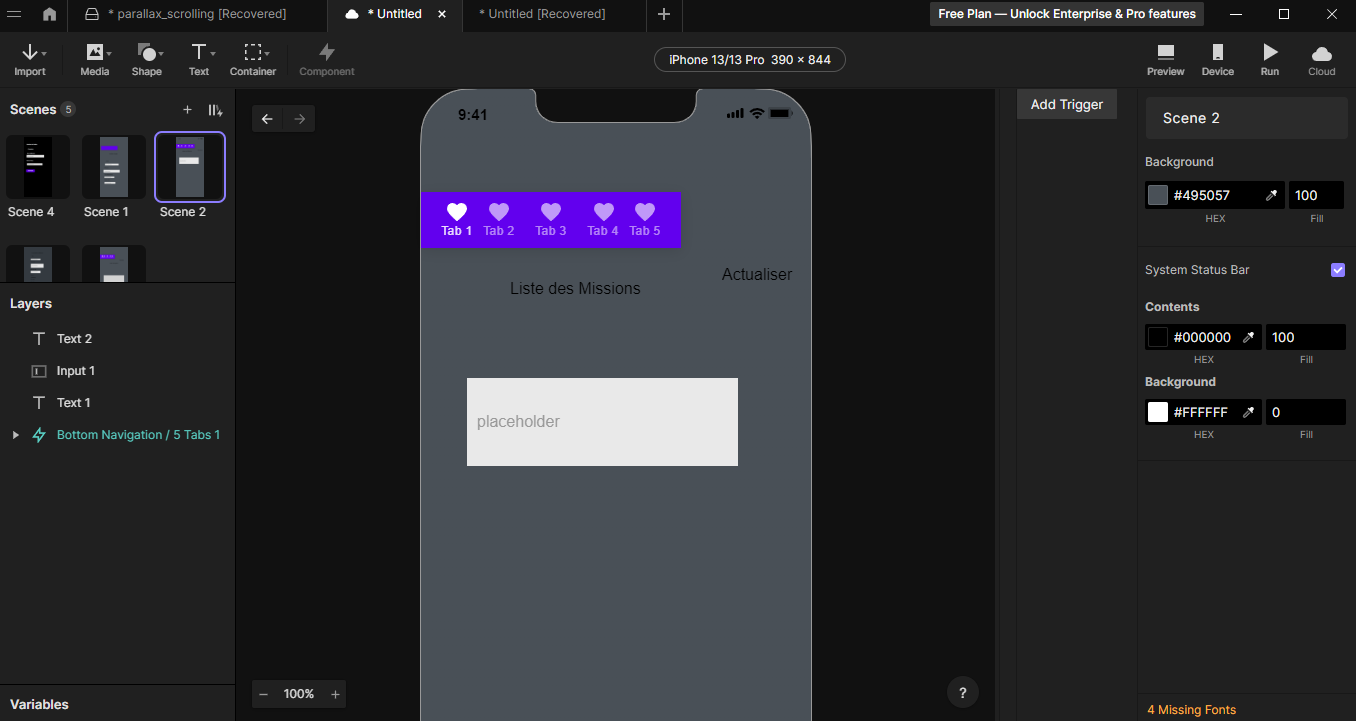 * parallax_scrolling [Recovered]
* Untitled
* Untitled [Recovered]
Free Plan — Unlock Enterprise & Pro features
Import
Media
Shape
Text
Container
Component
iPhone 13/13 Pro 390 × 844
Preview
Device
Run
Cloud
Scenes 5
Scene 4
Scene 1
Scene 2
Layers
Text 2
Input 1
Text 1
Bottom Navigation / 5 Tabs 1
Variables
9:41
Tab 1
Tab 2
Tab 3
Tab 4
Tab 5
Actualiser
Liste des Missions
placeholder
100%
?
Add Trigger
Scene 2
Background
#495057
100
HEX
Fill
System Status Bar
Contents
#000000
100
HEX
Fill
Background
#FFFFFF
0
HEX
Fill
4 Missing Fonts